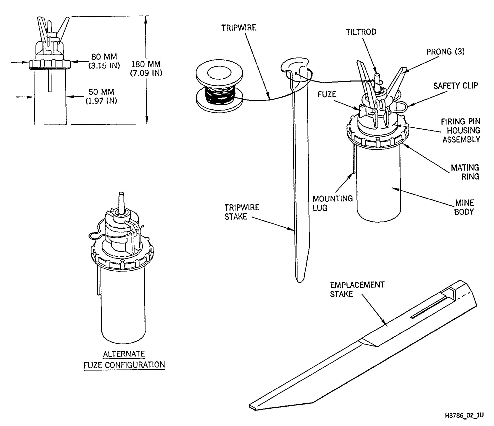 80 MM
(3.15 IN)
180 MM
(7.09 IN)
50 MM
(1.97 IN)
TRIPWIRE
TILTROD
PRONG (3)
FUZE
SAFETY CLIP
FIRING PIN
HOUSING
ASSEMBLY
MATING
RING
MOUNTING
LUG
MINE
BODY
TRIPWIRE
STAKE
EMPLACEMENT
STAKE
ALTERNATE
FUZE CONFIGURATION
H3786_02_1U